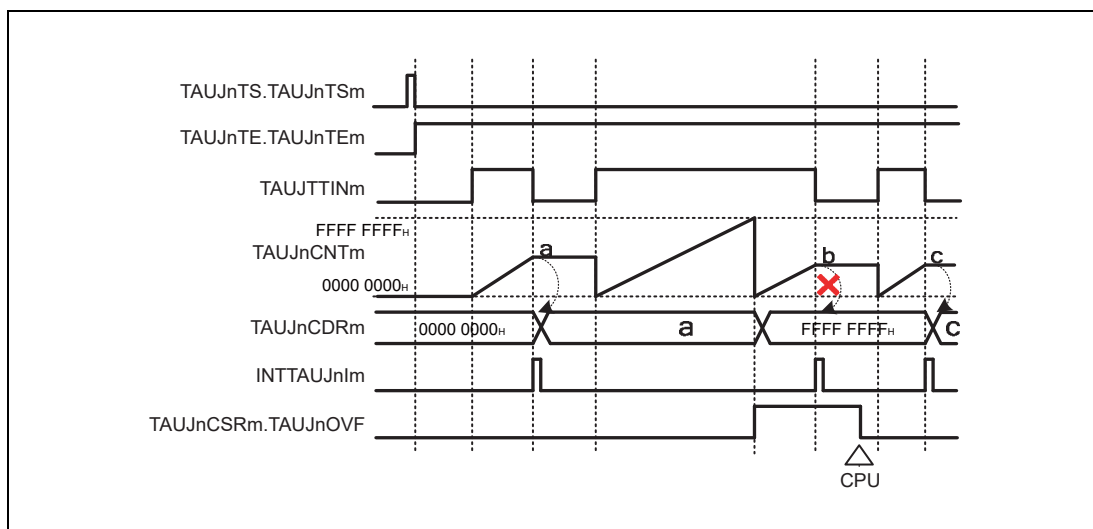 TAUJnTS.TAUJnTSm
TAUJnTE.TAUJnTEm
TAUJTTINm
FFFF FFFFH
TAUJnCNTm
0000 0000H
a
b
c
TAUJnCDRm
0000 0000H
a
FFFF FFFFH
c
INTTAUJnIm
TAUJnCSRm.TAUJnOVF
CPU